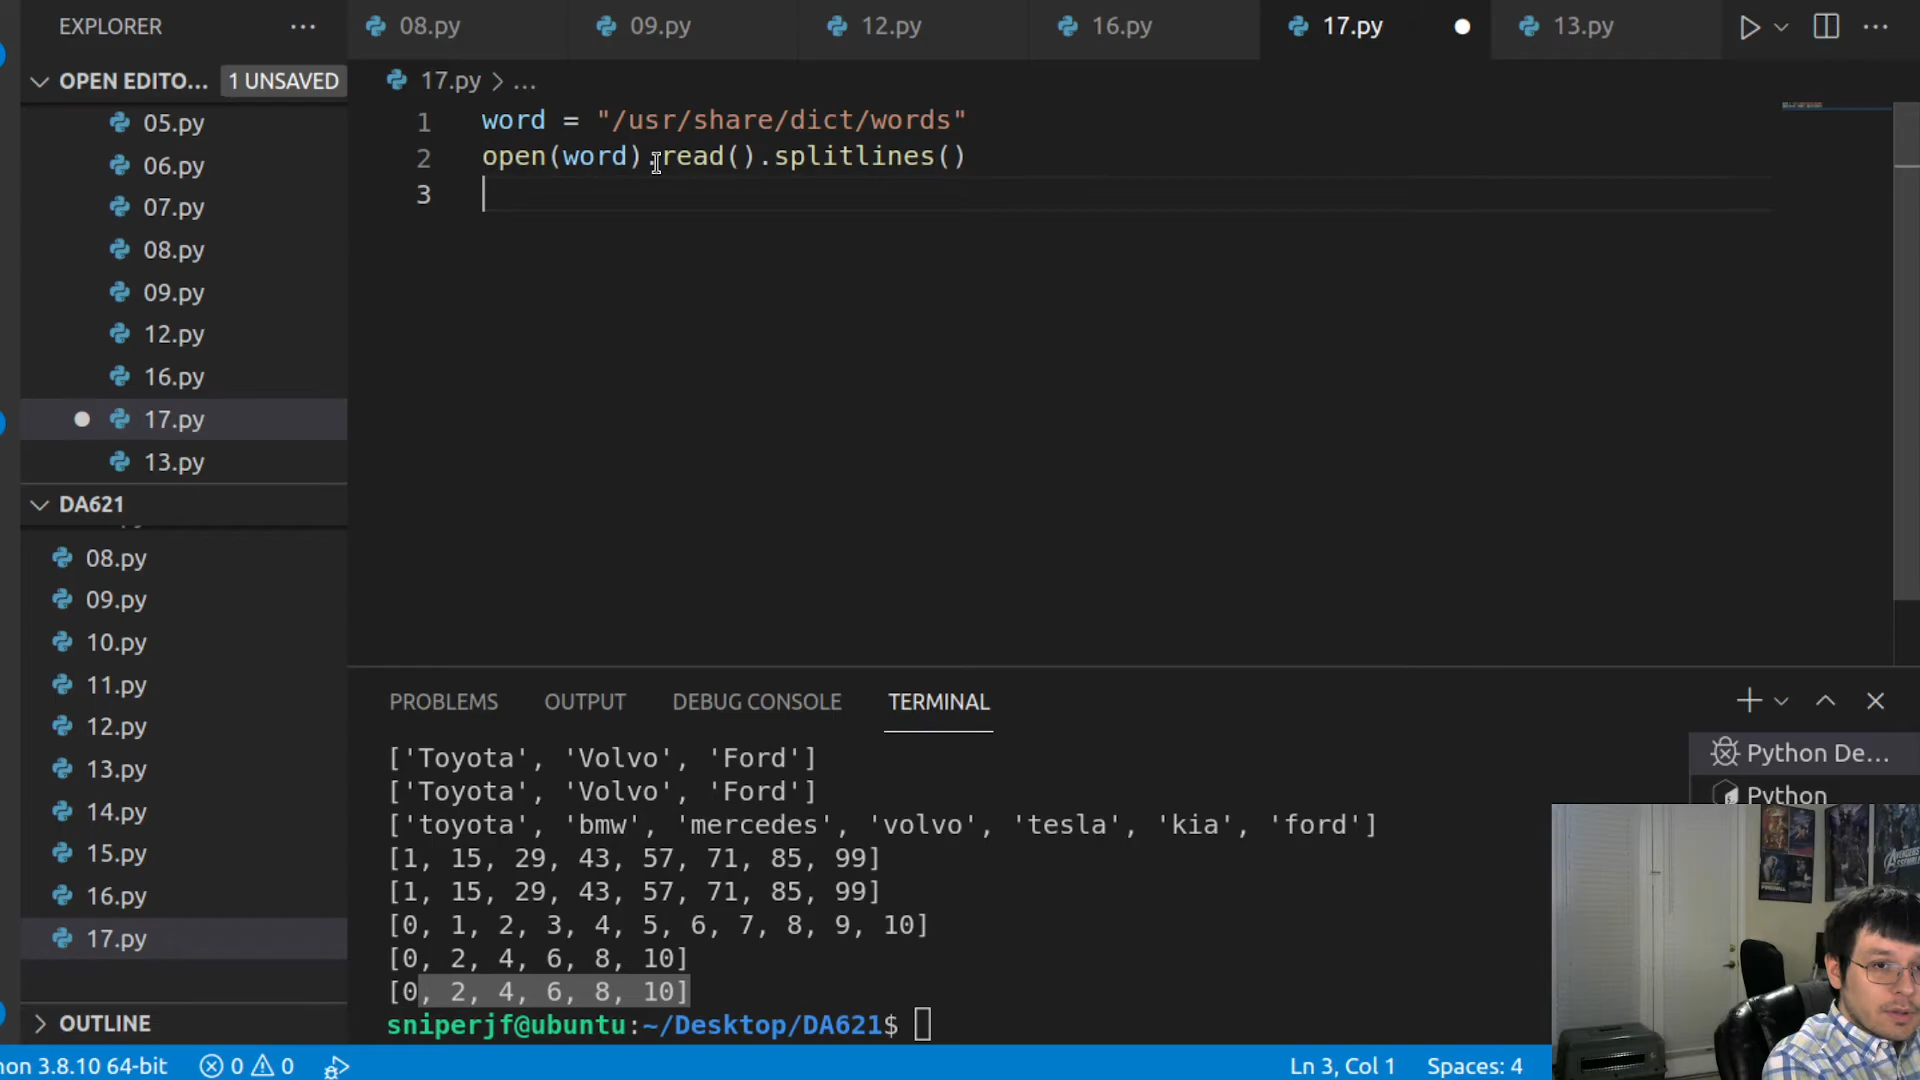 EXPLORER
OPEN EDITO... 1 UNSAVED
05.py
06.py
07.py
08.py
09.py
12.py
16.py
17.py
13.py
DA621
08.py
09.py
10.py
11.py
12.py
13.py
14.py
15.py
16.py
17.py
OUTLINE
08.py 09.py 12.py 16.py 17.py 13.py
17.py > ...
1 word = "/usr/share/dict/words"
2 open(word).read().splitlines()
3
PROBLEMS OUTPUT DEBUG CONSOLE TERMINAL
['Toyota', 'Volvo', 'Ford']
['Toyota', 'Volvo', 'Ford']
['toyota', 'bmw', 'mercedes', 'volvo', 'tesla', 'kia', 'ford']
[1, 15, 29, 43, 57, 71, 85, 99]
[1, 15, 29, 43, 57, 71, 85, 99]
[0, 1, 2, 3, 4, 5, 6, 7, 8, 9, 10]
[0, 2, 4, 6, 8, 10]
[0, 2, 4, 6, 8, 10]
sniperjf@ubuntu:~/Desktop/DA621$
Python De...
Python
AVENGERS
hon 3.8.10 64-bit 0 0 Ln 3, Col 1 Spaces: 4